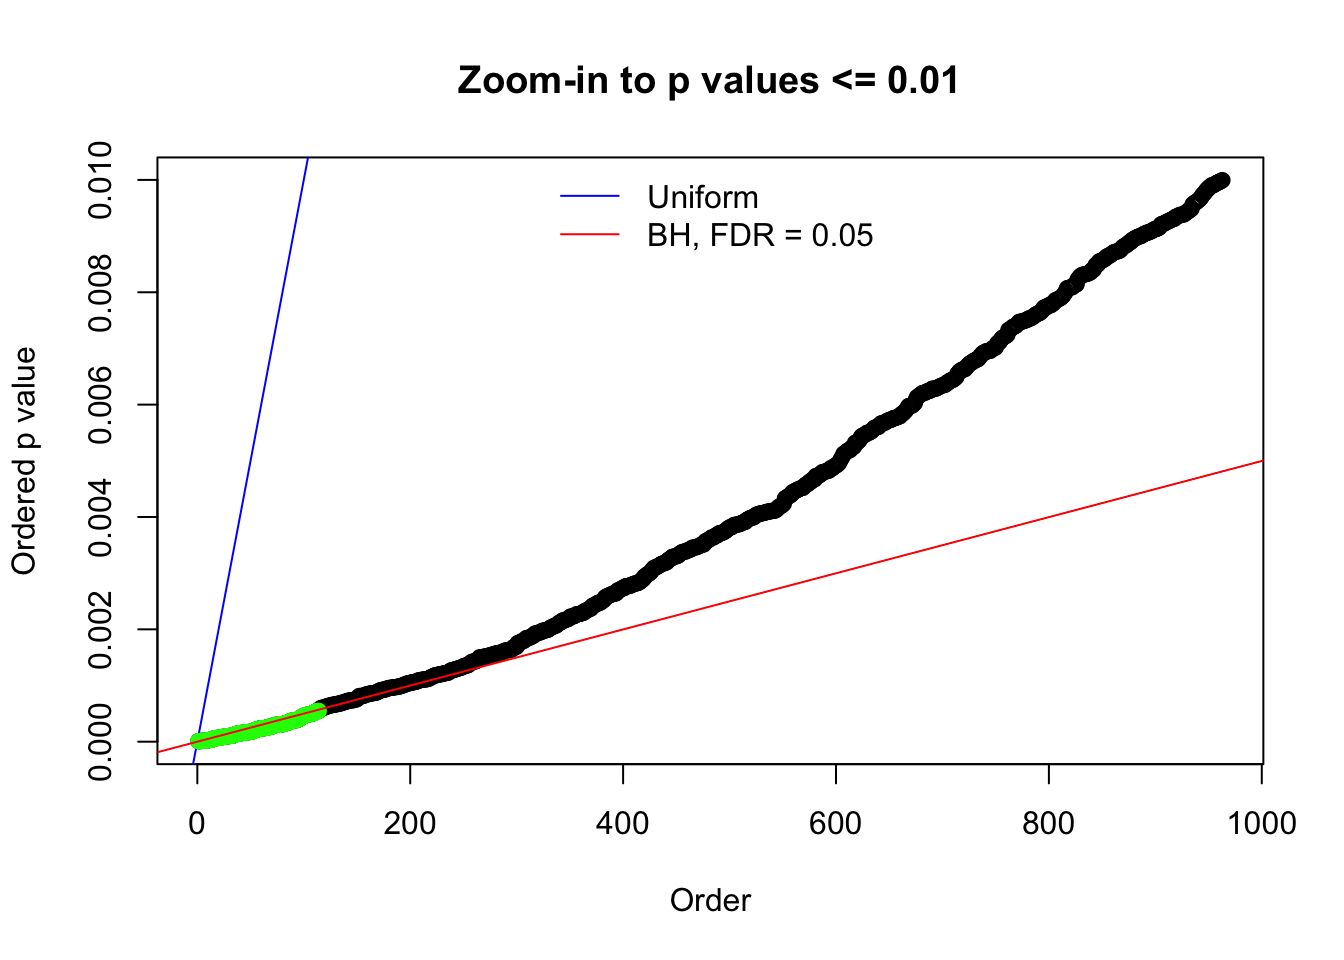 Zoom-in to p values <= 0.01
Uniform
BH, FDR = 0.05
Ordered p value
0.010
0.008
0.006
0.004
0.002
0.000
0 200 400 600 800 1000
Order